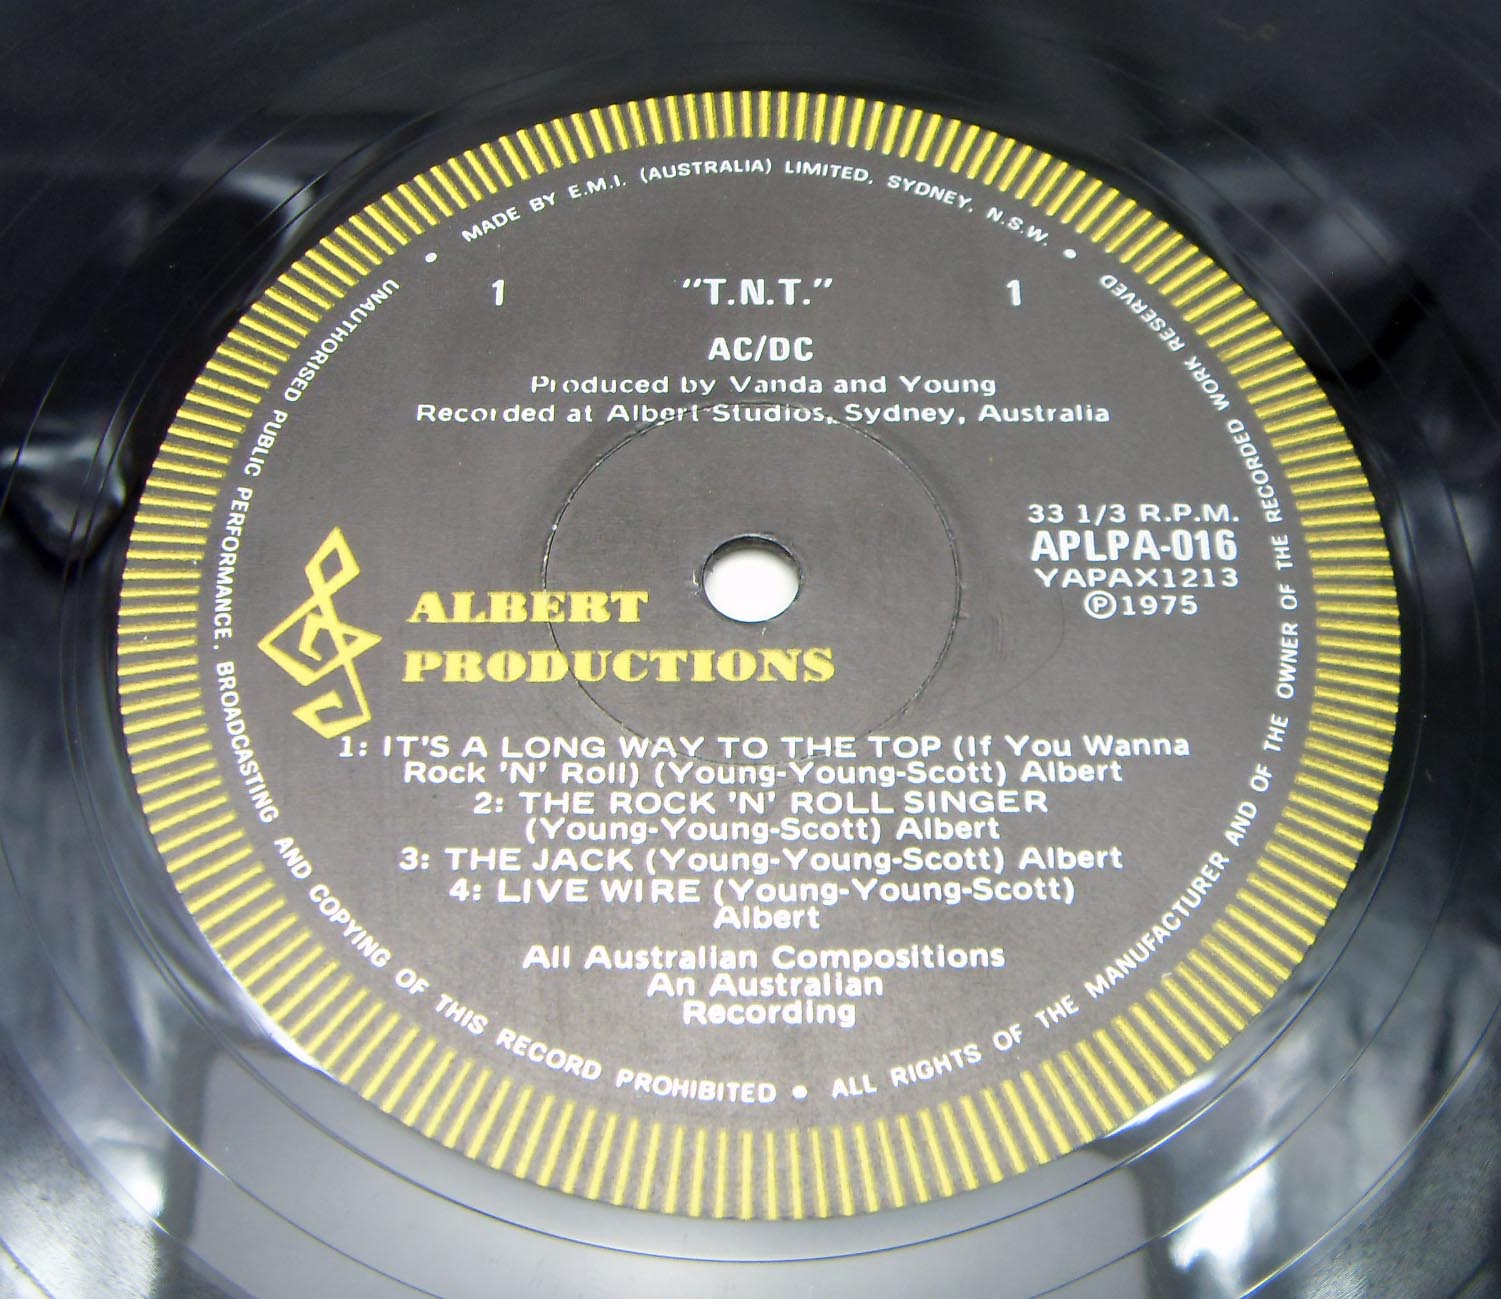 MADE BY E.M.I. (AUSTRALIA) LIMITED. SYDNEY, N.S.W.
1 "T.N.T." 1
AC/DC
Produced by Vanda and Young
Recorded at Albert Studios, Sydney, Australia
33 1/3 R.P.M.
APLPA-016
YAPAX1213
Ⓟ1975
ALBERT
PRODUCTIONS
1: IT'S A LONG WAY TO THE TOP (If You Wanna
Rock 'N' Roll) (Young-Young-Scott) Albert
2: THE ROCK 'N' ROLL SINGER
(Young-Young-Scott) Albert
3: THE JACK (Young-Young-Scott) Albert
4: LIVE WIRE (Young-Young-Scott)
Albert
All Australian Compositions
An Australian
Recording
UNAUTHORISED PUBLIC PERFORMANCE, BROADCASTING AND COPYING OF THIS RECORD PROHIBITED • ALL RIGHTS OF THE MANUFACTURER AND OF THE OWNER OF THE RECORDED WORK RESERVED